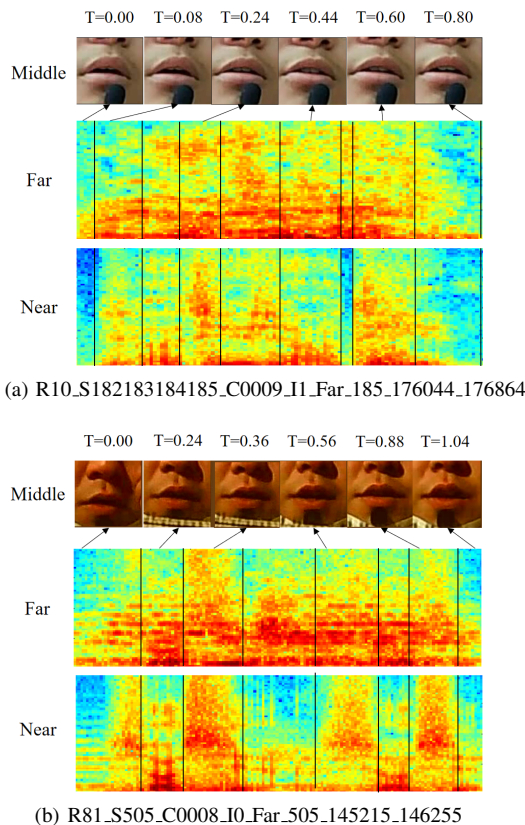 T=0.00 T=0.08 T=0.24 T=0.44 T=0.60 T=0.80
Middle
Far
Near
(a) R10_S182183184185_C0009_I1_Far_185_176044_176864
T=0.00 T=0.24 T=0.36 T=0.56 T=0.88 T=1.04
Middle
Far
Near
(b) R81_S505_C0008_I0_Far_505_145215_146255